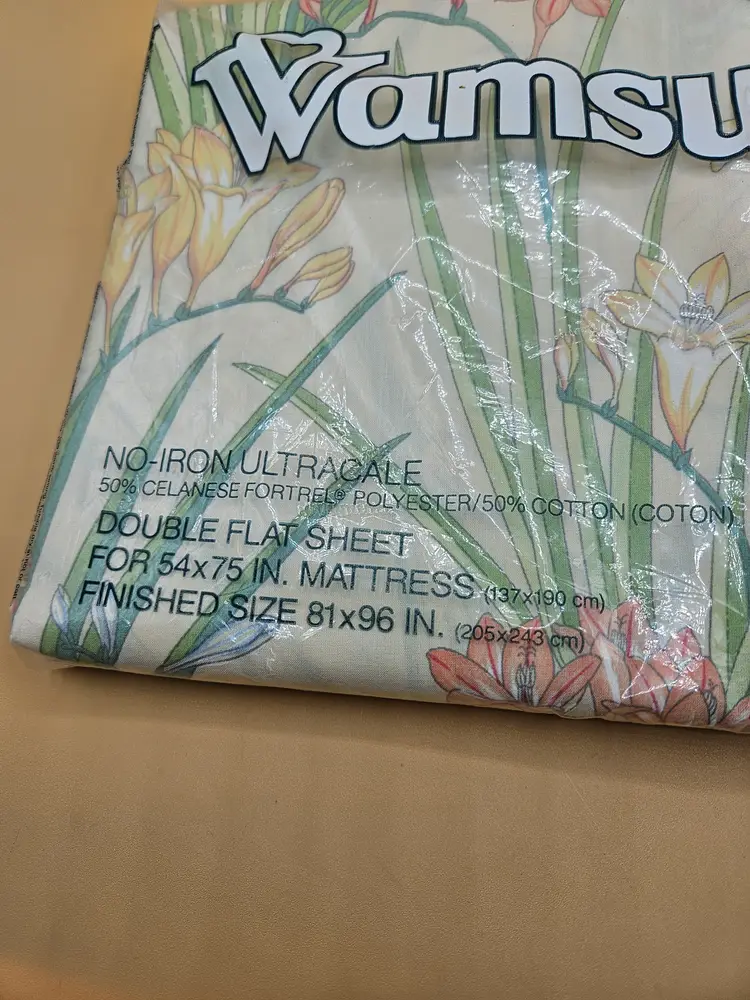 Wamsu
NO-IRON ULTRACALE
50% CELANESE FORTREL® POLYESTER/50% COTTON (COTON)
DOUBLE FLAT SHEET
FOR 54x75 IN. MATTRESS (137x190 cm)
FINISHED SIZE 81x96 IN. (205x243 cm)